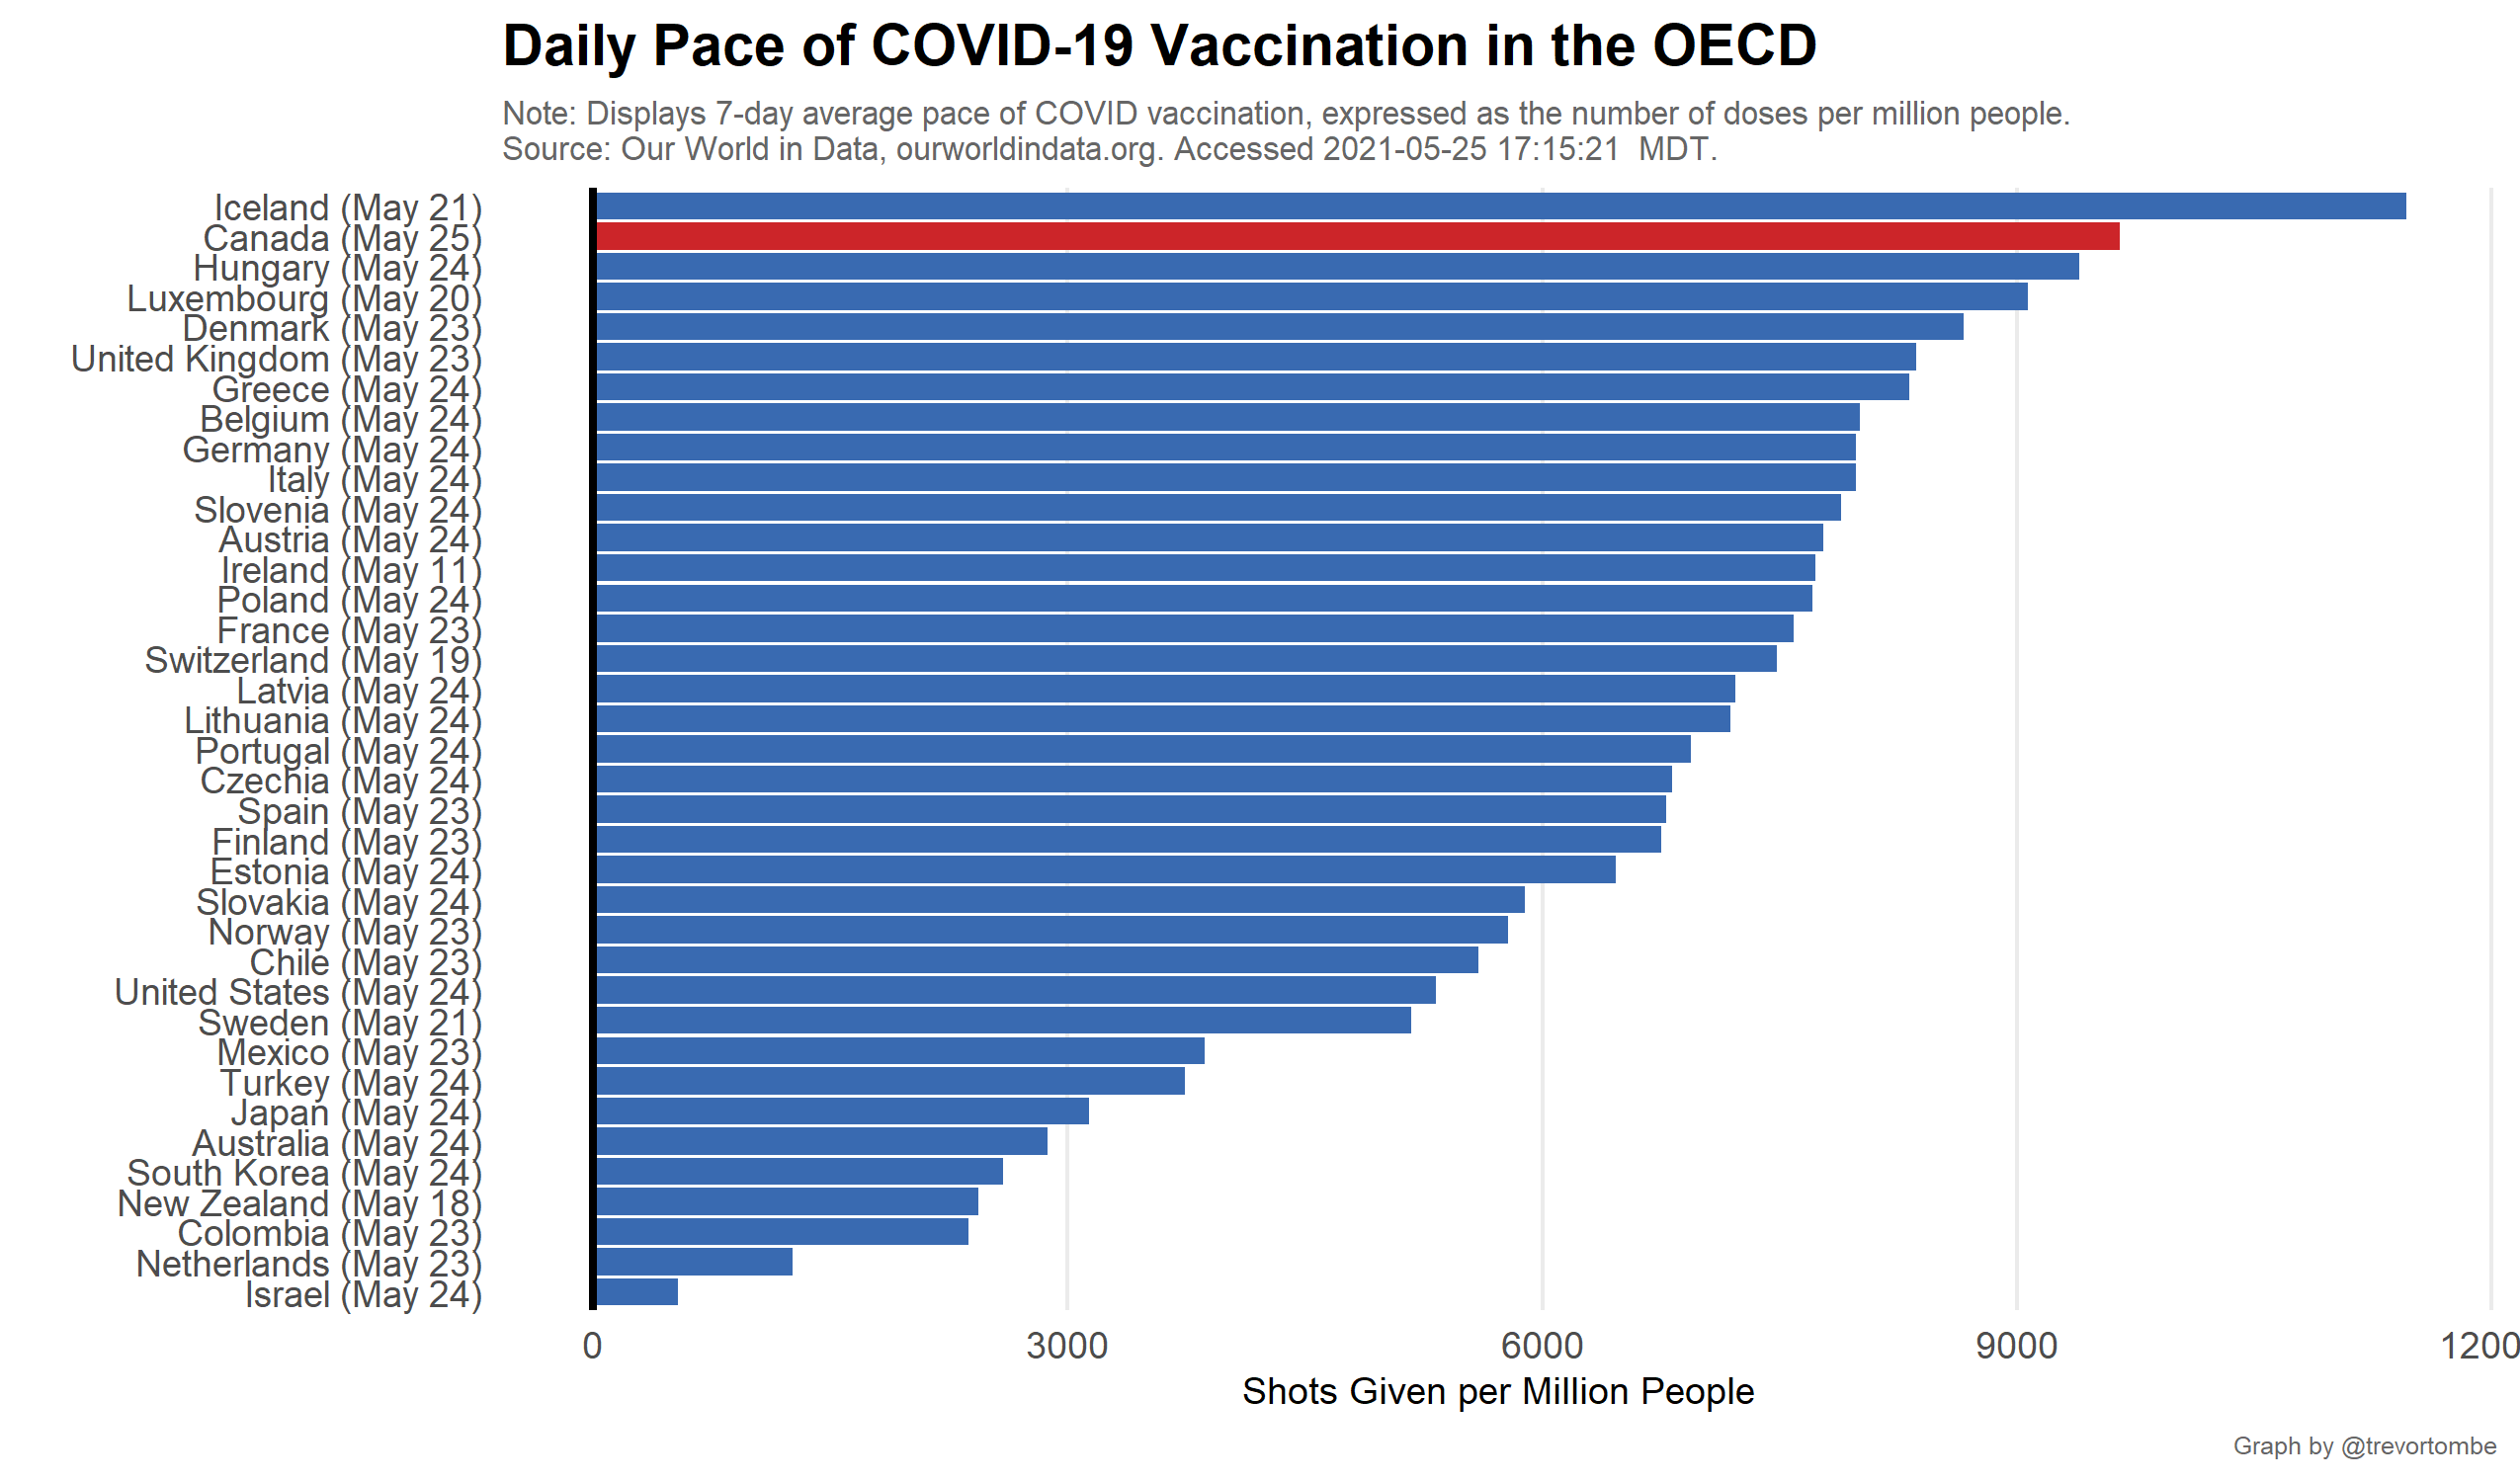 Daily Pace of COVID-19 Vaccination in the OECD
Note: Displays 7-day average pace of COVID vaccination, expressed as the number of doses per million people.
Source: Our World in Data, ourworldindata.org. Accessed 2021-05-25 17:15:21  MDT.
Iceland (May 21)
Canada (May 25)
Hungary (May 24)
Luxembourg (May 20)
Denmark (May 23)
United Kingdom (May 23)
Greece (May 24)
Belgium (May 24)
Germany (May 24)
Italy (May 24)
Slovenia (May 24)
Austria (May 24)
Ireland (May 11)
Poland (May 24)
France (May 23)
Switzerland (May 19)
Latvia (May 24)
Lithuania (May 24)
Portugal (May 24)
Czechia (May 24)
Spain (May 23)
Finland (May 23)
Estonia (May 24)
Slovakia (May 24)
Norway (May 23)
Chile (May 23)
United States (May 24)
Sweden (May 21)
Mexico (May 23)
Turkey (May 24)
Japan (May 24)
Australia (May 24)
South Korea (May 24)
New Zealand (May 18)
Colombia (May 23)
Netherlands (May 23)
Israel (May 24)
0 3000 6000 9000 1200
Shots Given per Million People
Graph by @trevortombe